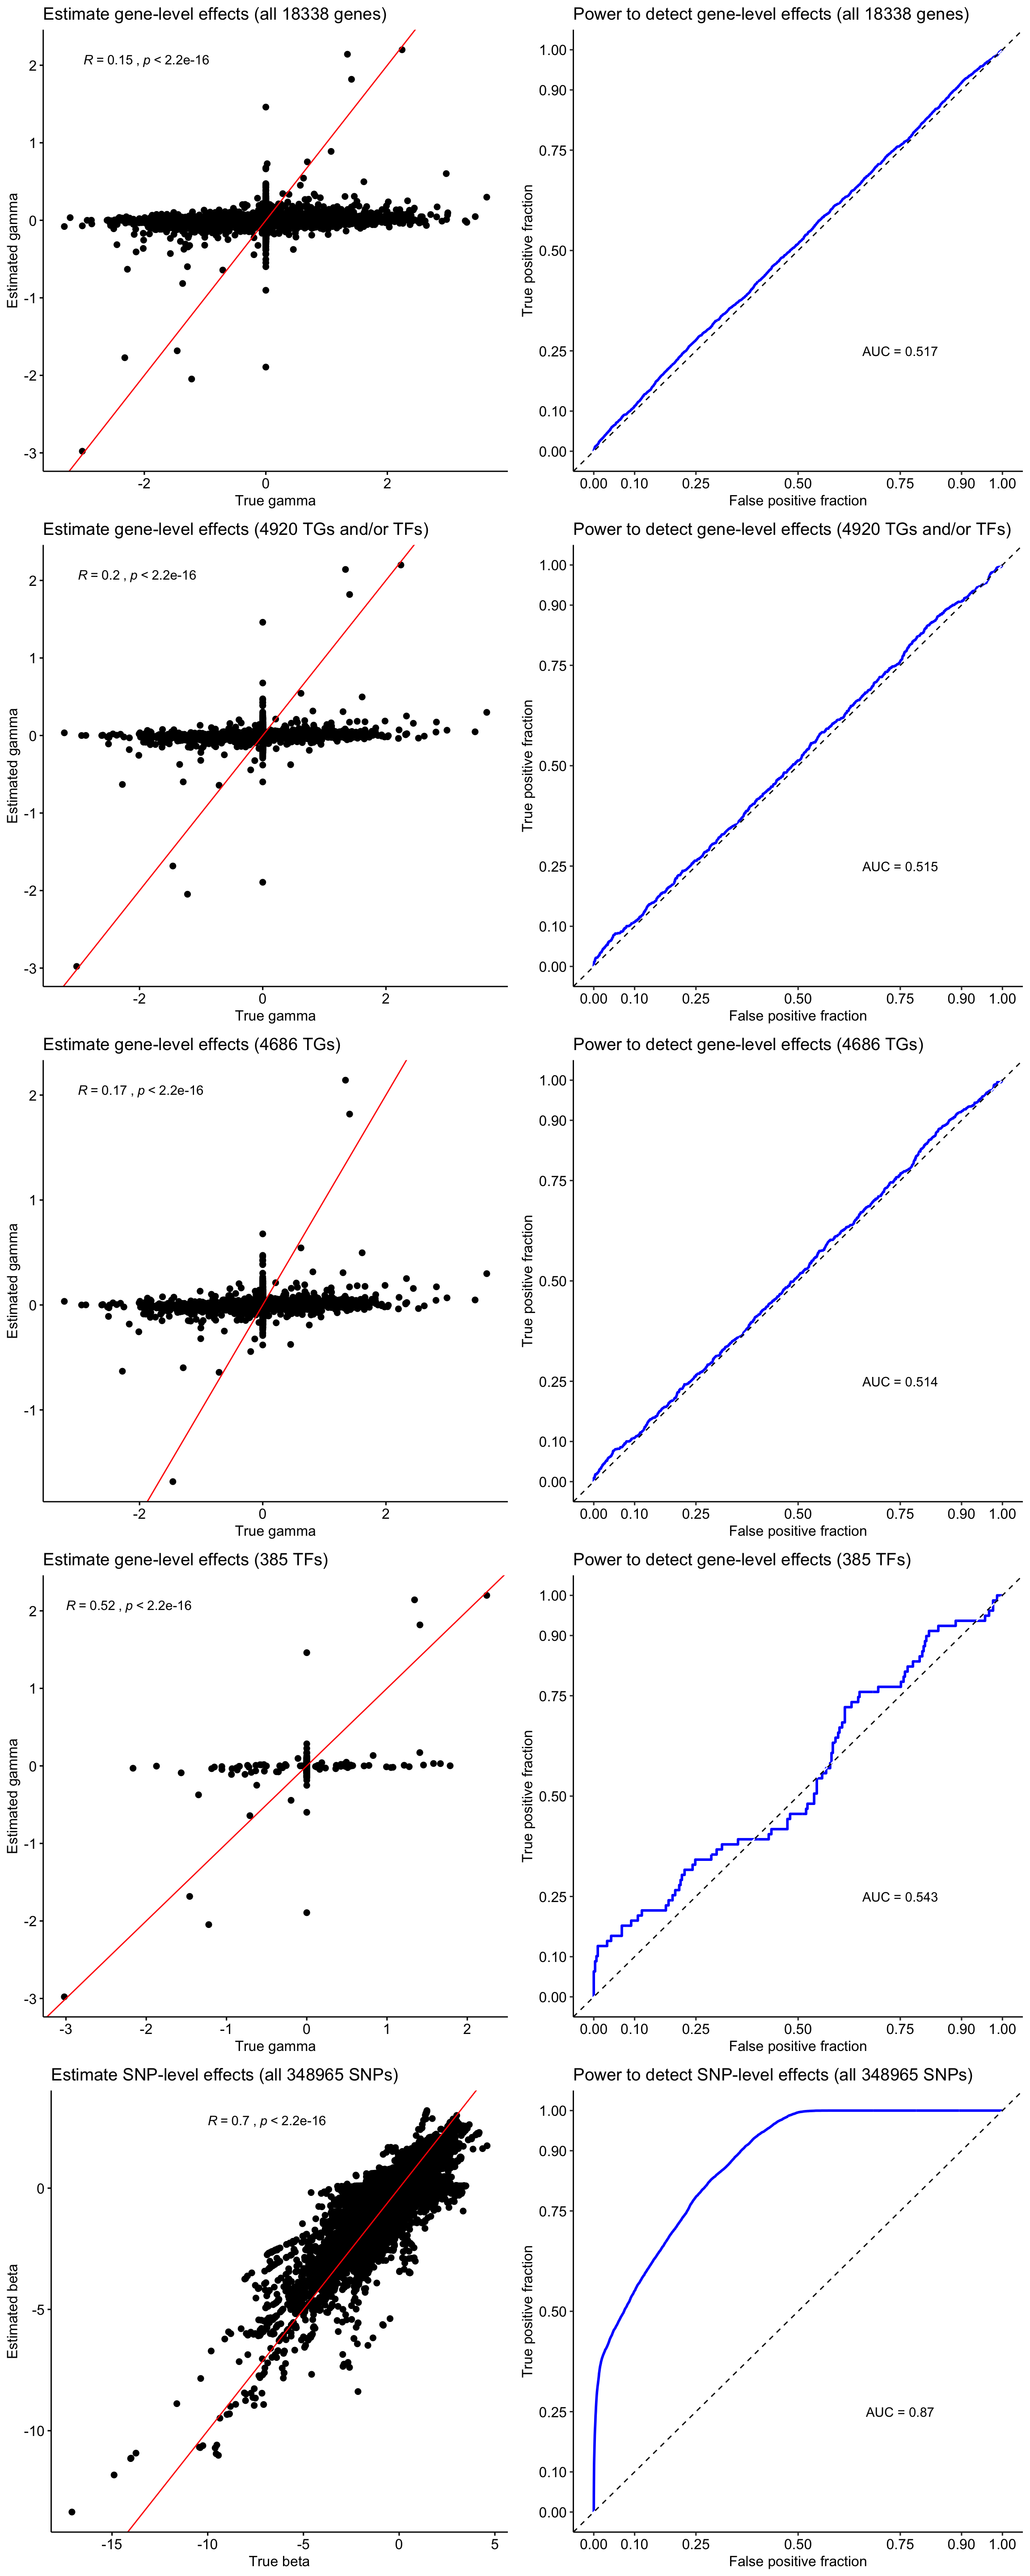 Estimate gene-level effects (all 18338 genes)
R = 0.15 , p < 2.2e-16
2
1
0
-1
-2
-3
Estimated gamma
-2
0
2
True gamma
Power to detect gene-level effects (all 18338 genes)
1.00
0.90
0.75
0.50
0.25
0.10
0.00
True positive fraction
AUC = 0.517
0.00 0.10 0.25 0.50 0.75 0.90 1.00
False positive fraction
Estimate gene-level effects (4920 TGs and/or TFs)
R = 0.2 , p < 2.2e-16
2
1
0
-1
-2
-3
Estimated gamma
-2
0
2
True gamma
Power to detect gene-level effects (4920 TGs and/or TFs)
1.00
0.90
0.75
0.50
0.25
0.10
0.00
True positive fraction
AUC = 0.515
0.00 0.10 0.25 0.50 0.75 0.90 1.00
False positive fraction
Estimate gene-level effects (4686 TGs)
R = 0.17 , p < 2.2e-16
2
1
0
-1
Estimated gamma
-2
0
2
True gamma
Power to detect gene-level effects (4686 TGs)
1.00
0.90
0.75
0.50
0.25
0.10
0.00
True positive fraction
AUC = 0.514
0.00 0.10 0.25 0.50 0.75 0.90 1.00
False positive fraction
Estimate gene-level effects (385 TFs)
R = 0.52 , p < 2.2e-16
2
1
0
-1
-2
-3
Estimated gamma
-3
-2
-1
0
1
2
True gamma
Power to detect gene-level effects (385 TFs)
1.00
0.90
0.75
0.50
0.25
0.10
0.00
True positive fraction
AUC = 0.543
0.00 0.10 0.25 0.50 0.75 0.90 1.00
False positive fraction
Estimate SNP-level effects (all 348965 SNPs)
R = 0.7 , p < 2.2e-16
0
-5
-10
Estimated beta
-15
-10
-5
0
5
True beta
Power to detect SNP-level effects (all 348965 SNPs)
1.00
0.90
0.75
0.50
0.25
0.10
0.00
True positive fraction
AUC = 0.87
0.00 0.10 0.25 0.50 0.75 0.90 1.00
False positive fraction